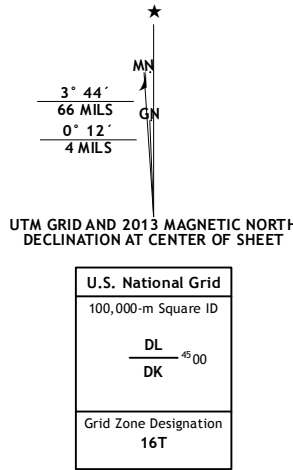 ★
MN
3° 44´
66 MILS
GN
0° 12´
4 MILS
UTM GRID AND 2013 MAGNETIC NORTH
DECLINATION AT CENTER OF SHEET
U.S. National Grid
100,000-m Square ID
DL
4500
DK
Grid Zone Designation
16T